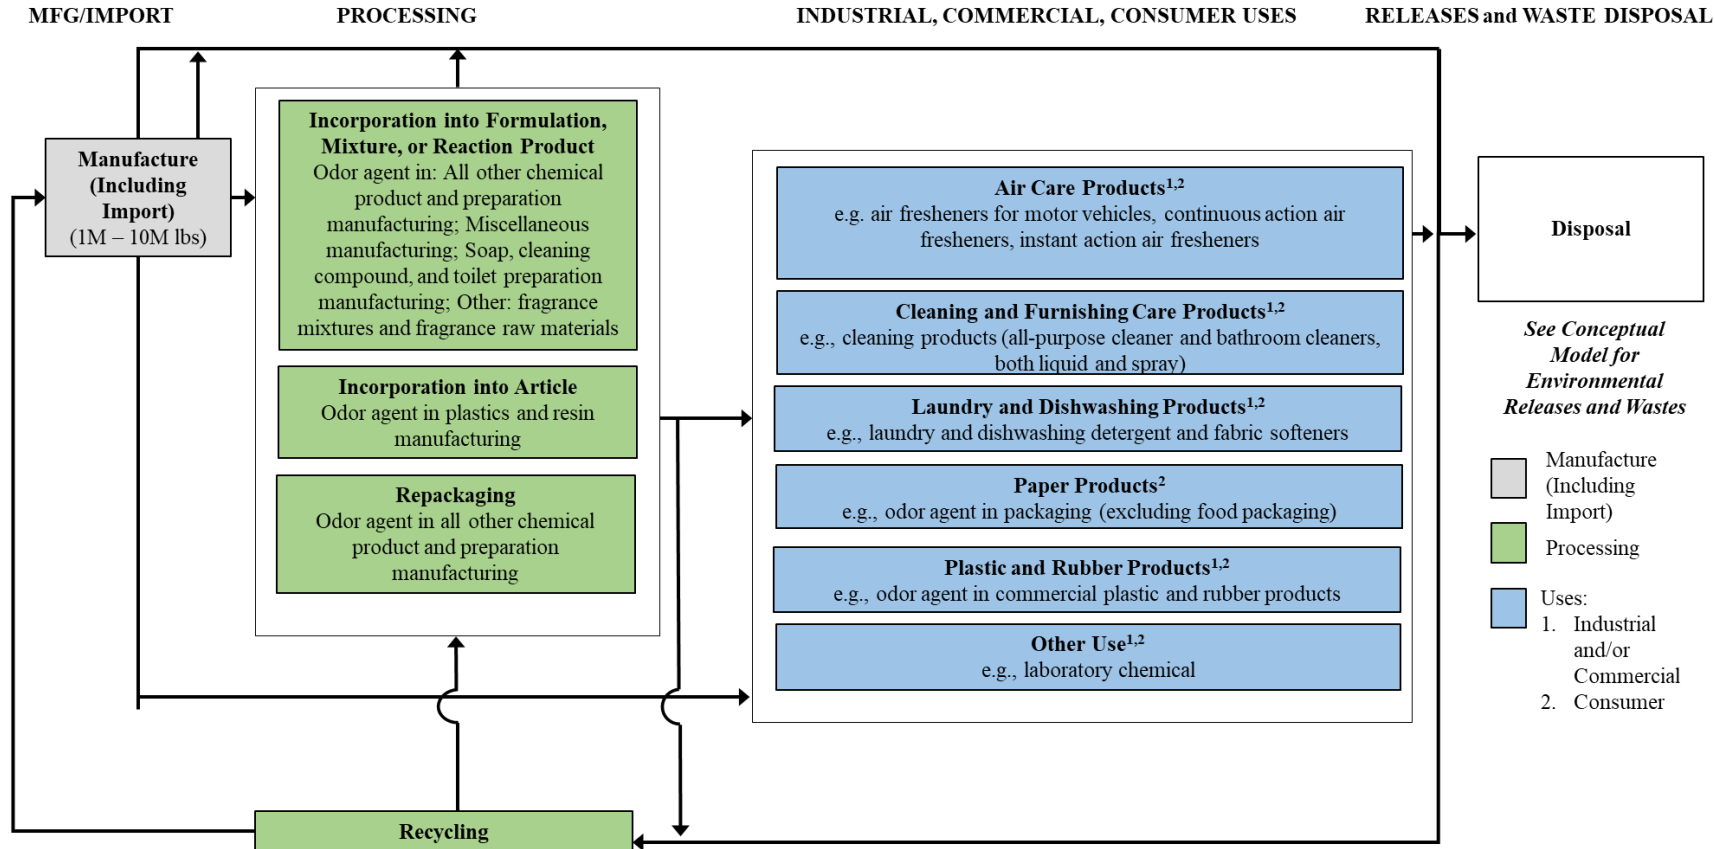 MFG/IMPORT
PROCESSING
INDUSTRIAL, COMMERCIAL, CONSUMER USES
RELEASES and WASTE DISPOSAL
Manufacture
(Including
Import)
(1M – 10M lbs)
Incorporation into Formulation,
Mixture, or Reaction Product
Odor agent in: All other chemical
product and preparation
manufacturing; Miscellaneous
manufacturing; Soap, cleaning
compound, and toilet preparation
manufacturing; Other: fragrance
mixtures and fragrance raw materials
Incorporation into Article
Odor agent in plastics and resin
manufacturing
Repackaging
Odor agent in all other chemical
product and preparation
manufacturing
Recycling
Air Care Products1,2
e.g. air fresheners for motor vehicles, continuous action air
fresheners, instant action air fresheners
Cleaning and Furnishing Care Products1,2
e.g., cleaning products (all-purpose cleaner and bathroom cleaners,
both liquid and spray)
Laundry and Dishwashing Products1,2
e.g., laundry and dishwashing detergent and fabric softeners
Paper Products2
e.g., odor agent in packaging (excluding food packaging)
Plastic and Rubber Products1,2
e.g., odor agent in commercial plastic and rubber products
Other Use1,2
e.g., laboratory chemical
Disposal
See Conceptual
Model for
Environmental
Releases and Wastes
Manufacture
(Including
Import)
Processing
Uses:
1. Industrial
and/or
Commercial
2. Consumer